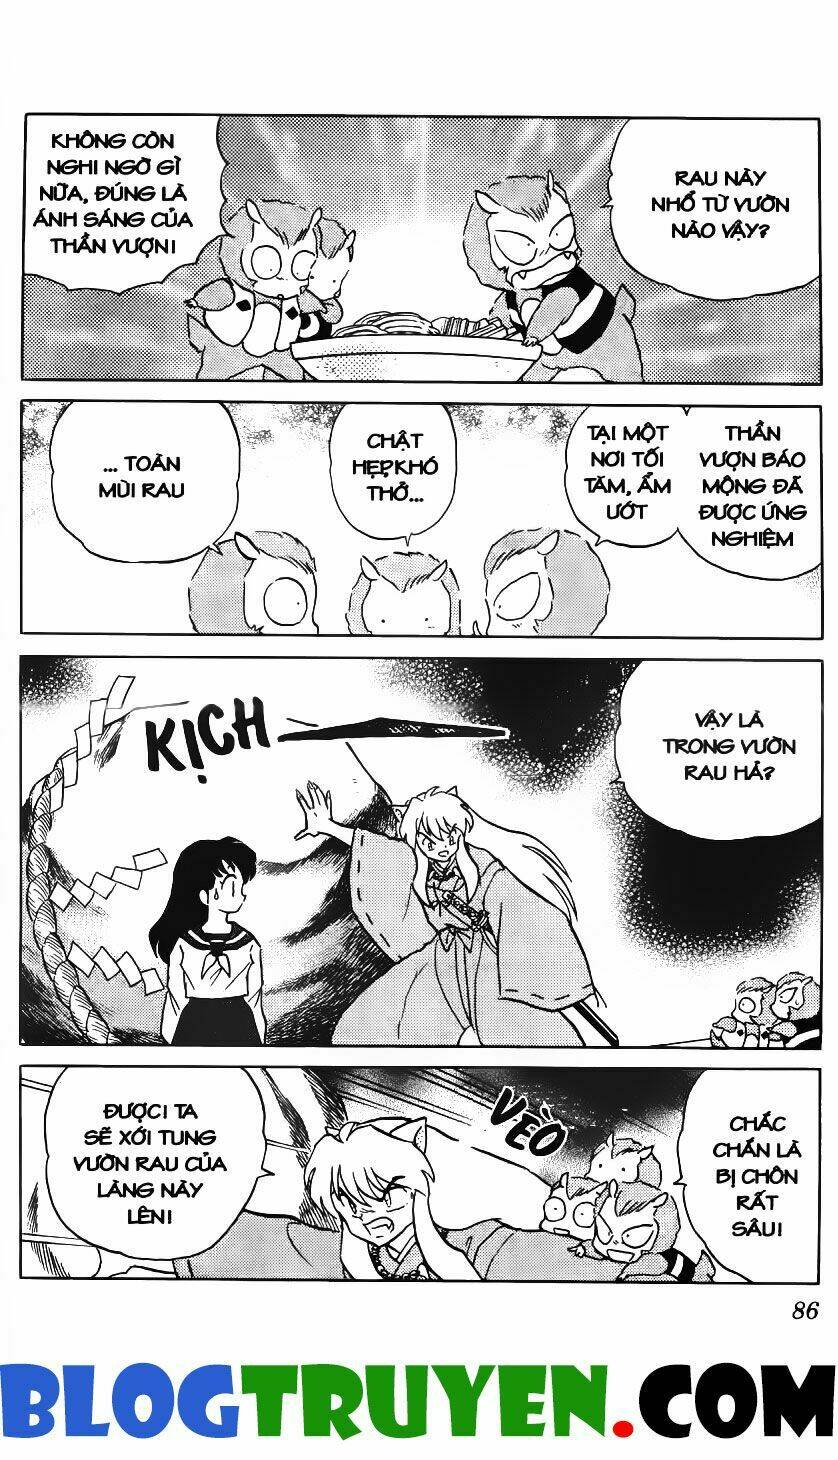 RAU NÀY
NHỔ TỪ VƯỜN
NÀO VẬY?
KHÔNG CÒN
NGHI NGỜ GÌ
NỮA, ĐÚNG LÀ
ÁNH SÁNG CỦA
THẦN VƯỢN!
THẦN
VƯỢN BÁO
MỘNG ĐÃ
ĐƯỢC ỨNG
NGHIỆM
TẠI MỘT
NƠI TỐI
TĂM, ẨM
ƯỚT
CHẬT
HẸP,KHÓ
THỞ...
... TOÀN
MÙI RAU
VẬY LÀ
TRONG VƯỜN
RAU HẢ?
KỊCH
CHẮC
CHẮN LÀ
BỊ CHÔN
RẤT
SÂU!
VÈO
ĐƯỢC! TA
SẼ XỚI TUNG
VƯỜN RAU CỦA
LÀNG NÀY
LÊN!
86
BLOGTRUYEN.COM